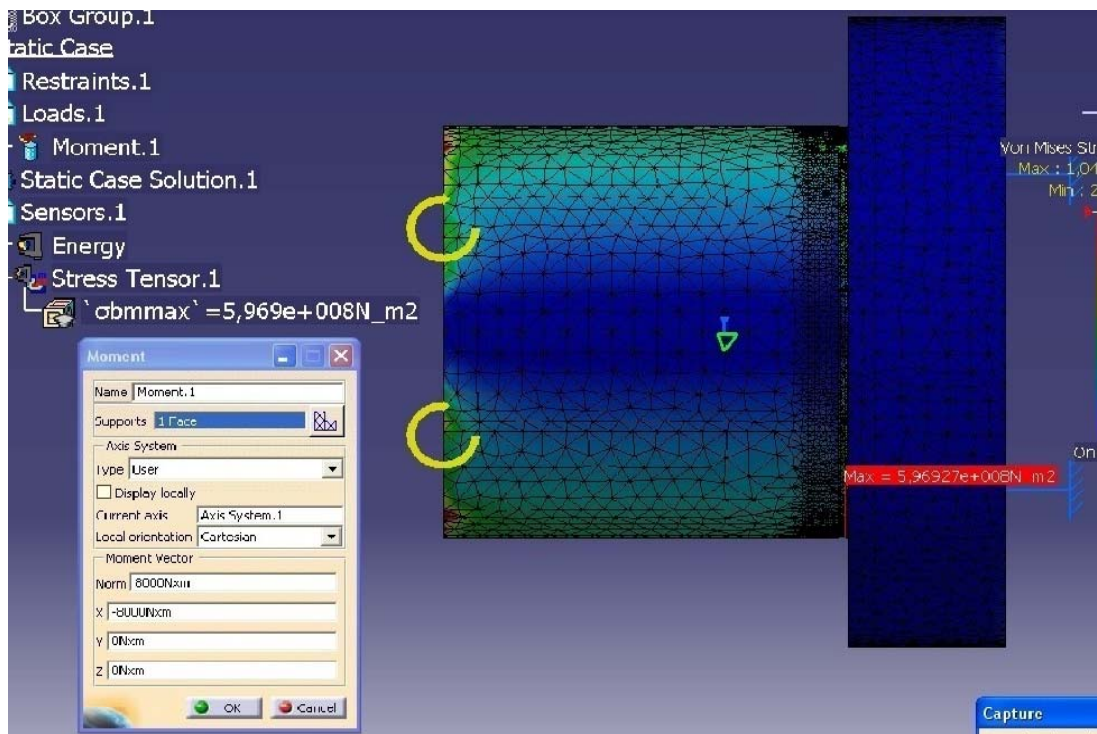 Box Group.1
tatic Case
Restraints.1
Loads.1
Moment.1
Static Case Solution.1
Sensors.1
Energy
Stress Tensor.1
`σbmmax`=5,969e+008N_m2
Von Mises Str
Max : 1,04
Min : 2
On
Max = 5,96927e+008N_m2
Moment
Name Moment.1
Supports 1 Face
Axis System
Type User
Display locally
Current axis Axis System.1
Local orientation Cartesian
Moment Vector
Norm 8000Nxm
X -8000Nxm
Y 0Nxm
Z 0Nxm
OK Cancel
Capture